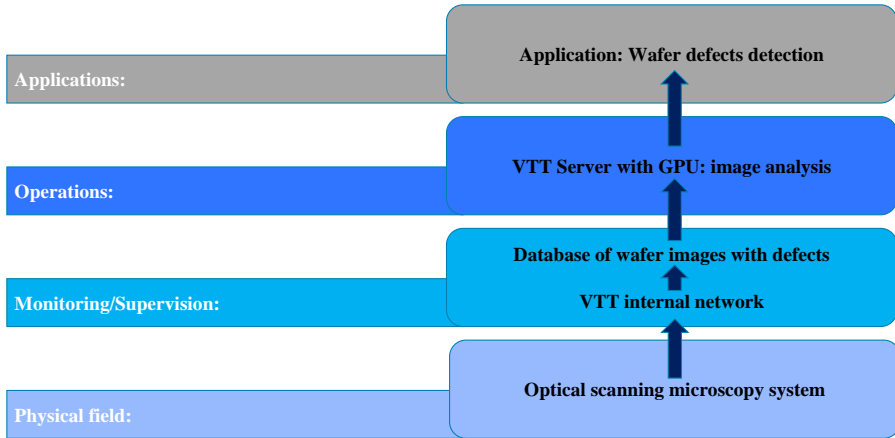 Application: Wafer defects detection
Applications:
VTT Server with GPU: image analysis
Operations:
Database of wafer images with defects
VTT internal network
Monitoring/Supervision:
Optical scanning microscopy system
Physical field: